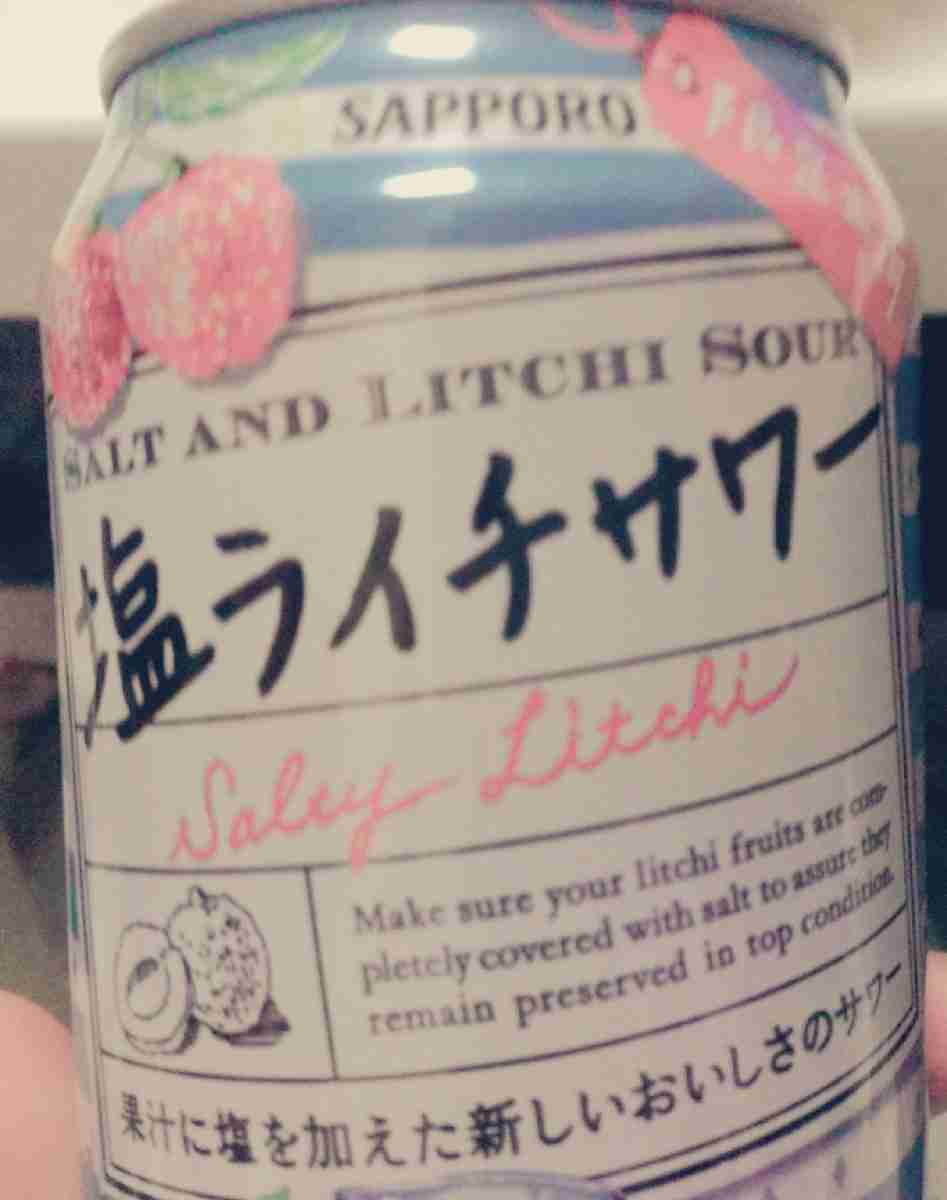 SAPPORO
SALT AND LITCHI SOUR
塩ライチサワー
Salty Litchi
Make sure your litchi fruits are com-
pletely covered with salt to assure they
remain preserved in top condition.
果汁に塩を加えた新しいおいしさのサワー